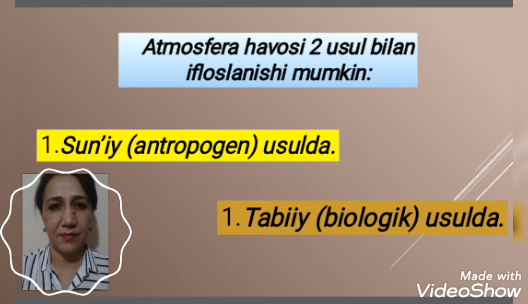 Atmosfera havosi 2 usul bilan
ifloslanishi mumkin:
1.Sun’iy (antropogen) usulda.
1.Tabiiy (biologik) usulda.
Made with
VideoShow